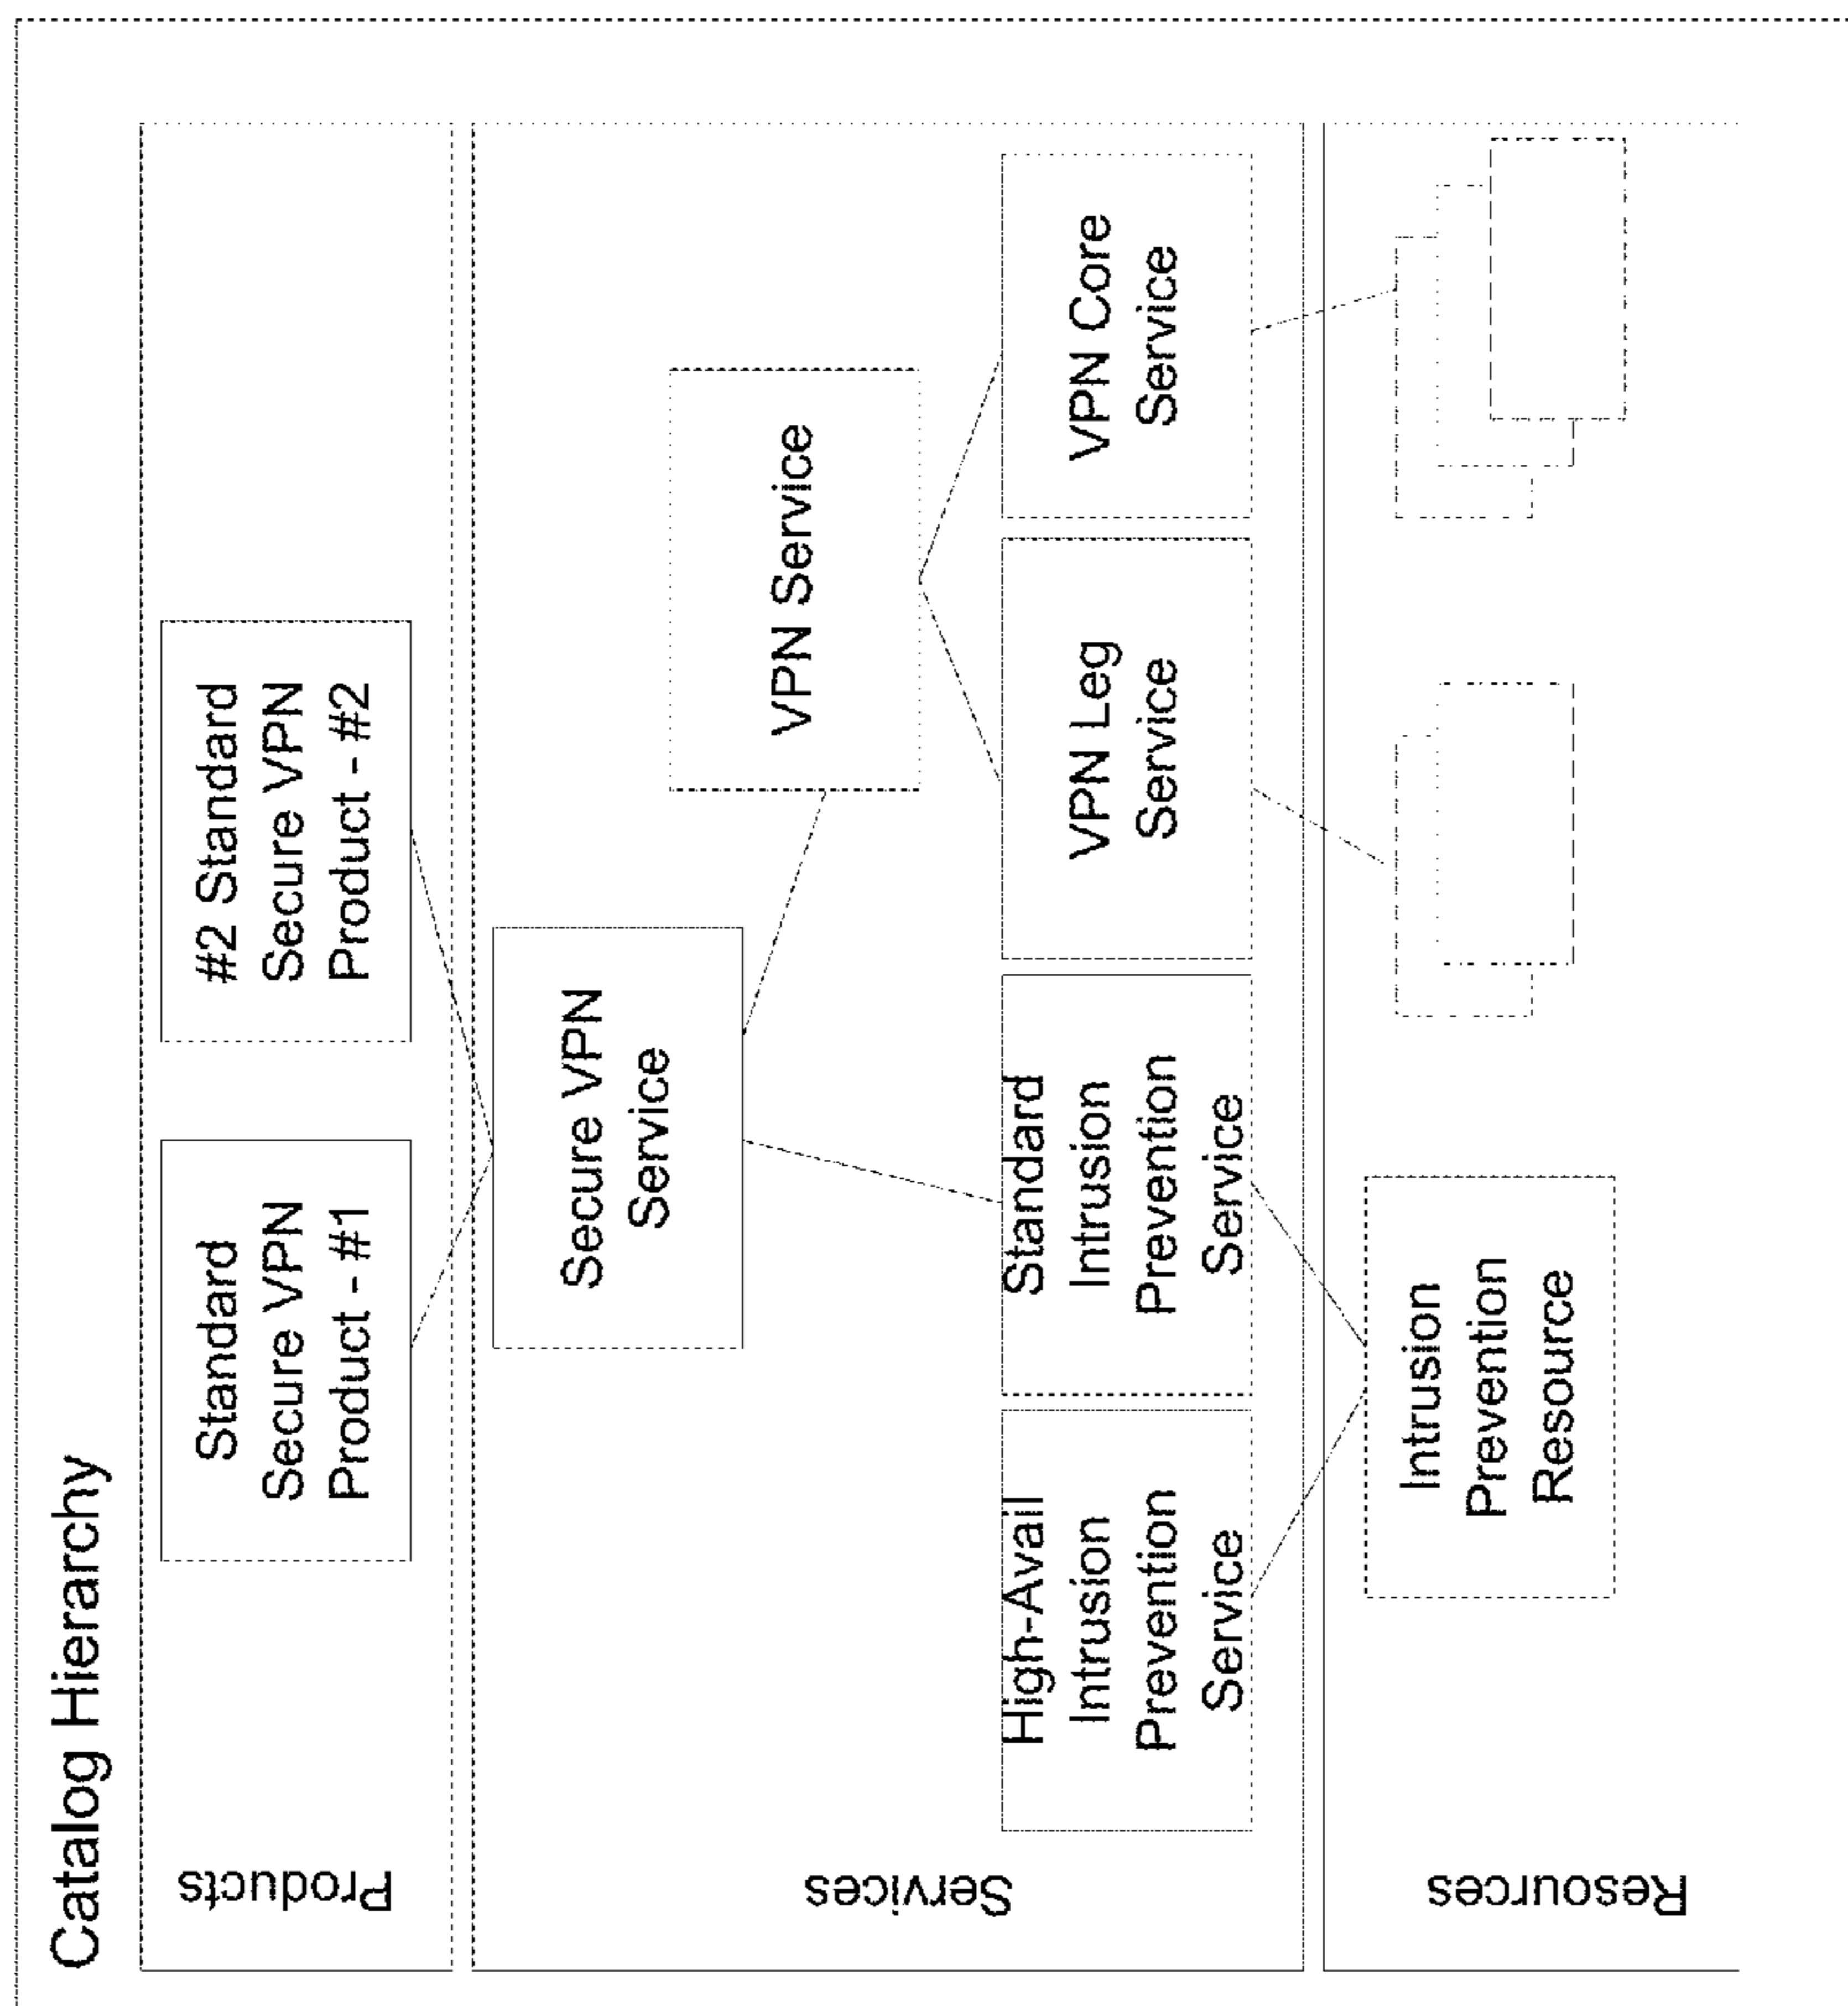 Catalog Hierarchy
Products
Standard
Secure VPN
Product - #1
#2 Standard
Secure VPN
Product - #2
Services
Secure VPN
Service
VPN Service
High-Avail
Intrusion
Prevention
Service
Standard
Intrusion
Prevention
Service
VPN Leg
Service
VPN Core
Service
Resources
Intrusion
Prevention
Resource